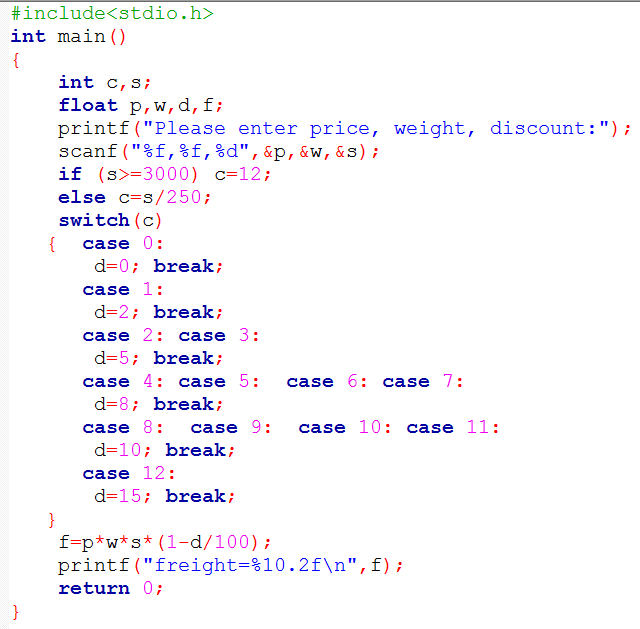 #include<stdio.h>
int main()
{
    int c,s;
    float p,w,d,f;
    printf("Please enter price, weight, discount:");
    scanf("%f,%f,%d",&p,&w,&s);
    if (s>=3000) c=12;
    else c=s/250;
    switch(c)
   {  case 0:
       d=0; break;
      case 1:
       d=2; break;
      case 2: case 3:
       d=5; break;
      case 4: case 5:  case 6: case 7:
       d=8; break;
      case 8:  case 9:  case 10: case 11:
       d=10; break;
      case 12:
       d=15; break;
   }
    f=p*w*s*(1-d/100);
    printf("freight=%10.2f\n",f);
    return 0;
}